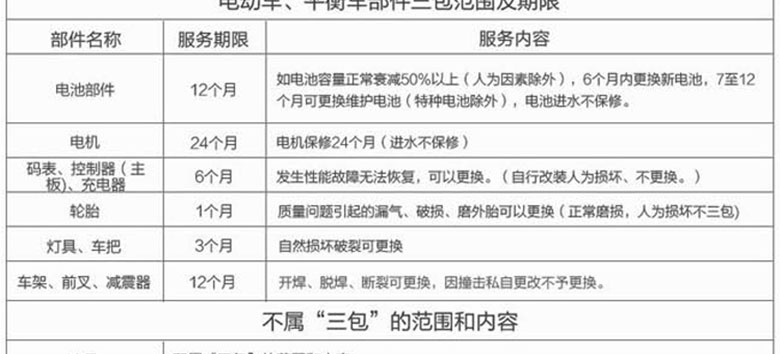 电动车、平衡车部件三包范围及期限
部件名称 服务期限 服务内容
电池部件 12个月 如电池容量正常衰减50%以上（人为因素除外），6个月内更换新电池，7至12
个月可更换维护电池（特种电池除外），电池进水不保修。
电机 24个月 电机保修24个月（进水不保修）
码表、控制器（主
板)、充电器 6个月 发生性能故障无法恢复，可以更换。（自行改装人为损坏、不更换。）
轮胎 1个月 质量问题引起的漏气、破损、磨外胎可以更换（正常磨损，人为损坏不三包)
灯具、车把 3个月 自然损坏破裂可更换
车架、前叉、减震器 12个月 开焊、脱焊、断裂可更换，因撞击私自更改不予更换。
不属“三包”的范围和内容